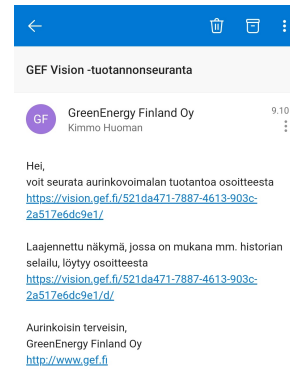 GEF Vision -tuotannonseuranta
GF
GreenEnergy Finland Oy
9.10
Kimmo Huoman
Hei,
voit seurata aurinkovoimalan tuotantoa osoitteesta
https://vision.gef.fi/521da471-7887-4613-903c-
2a517e6dc9e1/
Laajennettu näkymä, jossa on mukana mm. historian
selailu, löytyy osoitteesta
https://vision.gef.fi/521da471-7887-4613-903c-
2a517e6dc9e1/d/
Aurinkoisin terveisin,
GreenEnergy Finland Oy
http://www.gef.fi